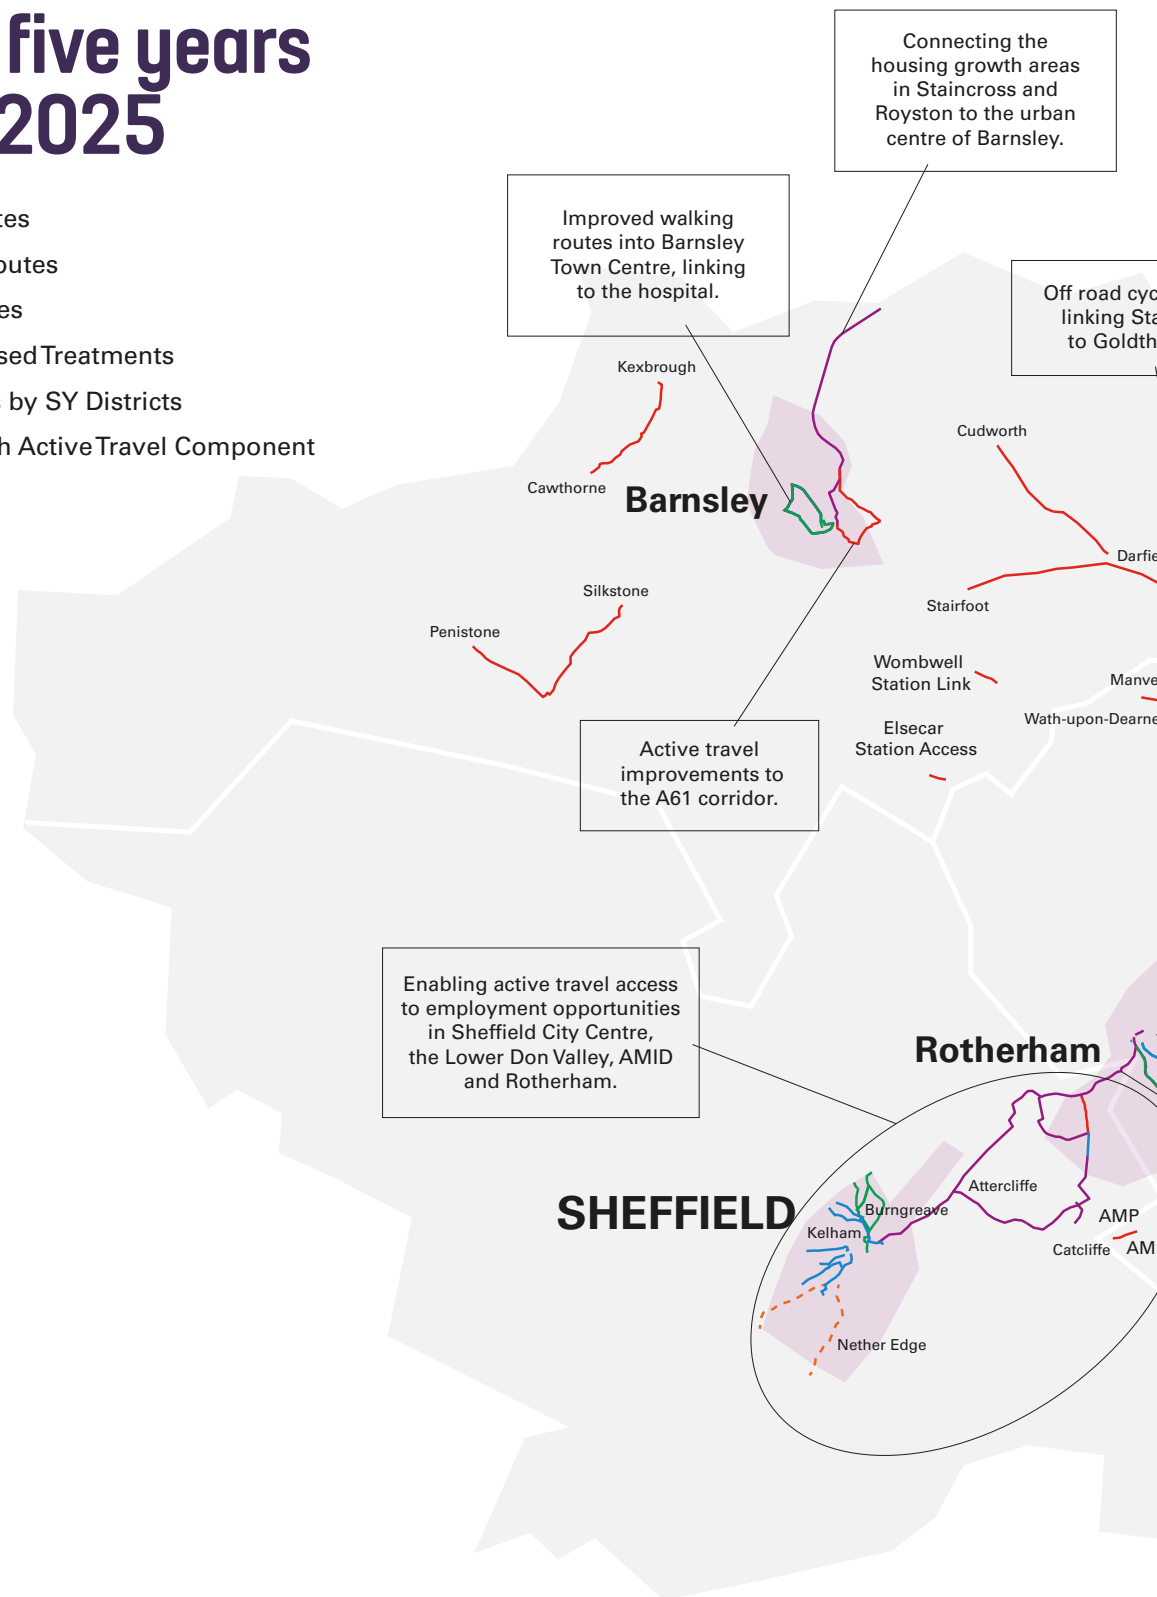 five years
2025
tes
outes
es
sed Treatments
s by SY Districts
h Active Travel Component
Connecting the
housing growth areas
in Staincross and
Royston to the urban
centre of Barnsley.
Improved walking
routes into Barnsley
Town Centre, linking
to the hospital.
Off road cyc
linking Sta
to Goldth
Kexbrough
Cawthorne
Barnsley
Cudworth
Darfie
Stairfoot
Silkstone
Penistone
Wombwell
Station Link
Manve
Wath-upon-Dearne
Elsecar
Station Access
Active travel
improvements to
the A61 corridor.
Enabling active travel access
to employment opportunities
in Sheffield City Centre,
the Lower Don Valley, AMID
and Rotherham.
Rotherham
SHEFFIELD
Attercliffe
Burngreave
Kelham
AMP
Catcliffe
AM
Nether Edge